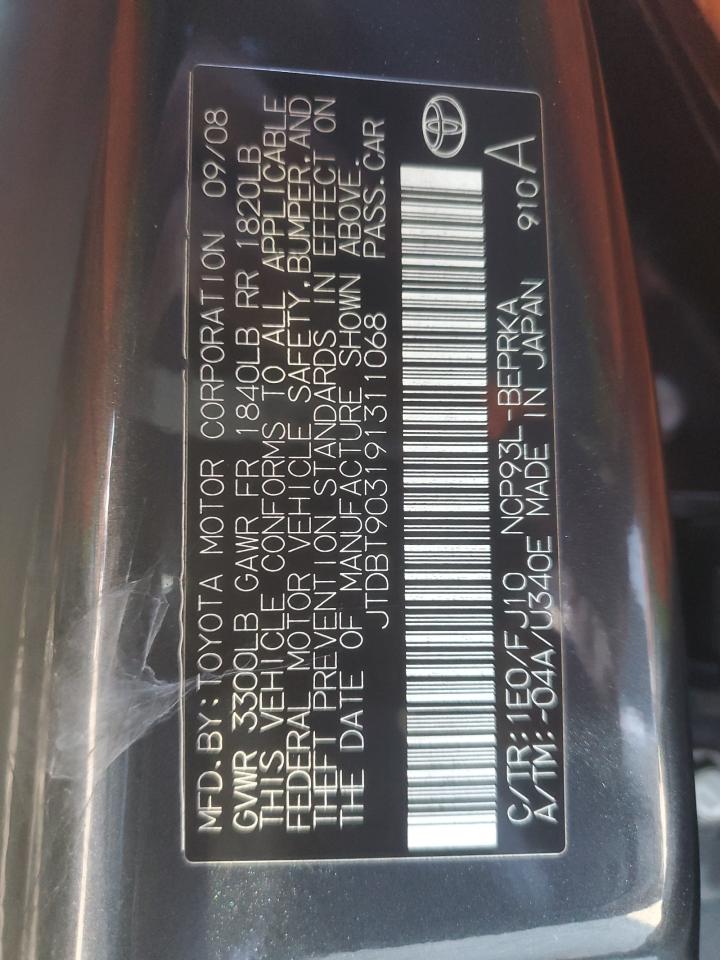 MFD.BY:TOYOTA MOTOR CORPORATION 09/08
GVWR 3300LB GAWR FR 1840LB RR 1820LB
THIS VEHICLE CONFORMS TO ALL APPLICABLE
FEDERAL MOTOR VEHICLE SAFETY,BUMPER,AND
THEFT PREVENTION STANDARDS IN EFFECT ON
THE DATE OF MANUFACTURE SHOWN ABOVE.
JTDBT903191311068 PASS.CAR
C/TR:1E0/FJ10 NCP93L-BEPRKA
A/TM:-04A/U340E MADE IN JAPAN 910A